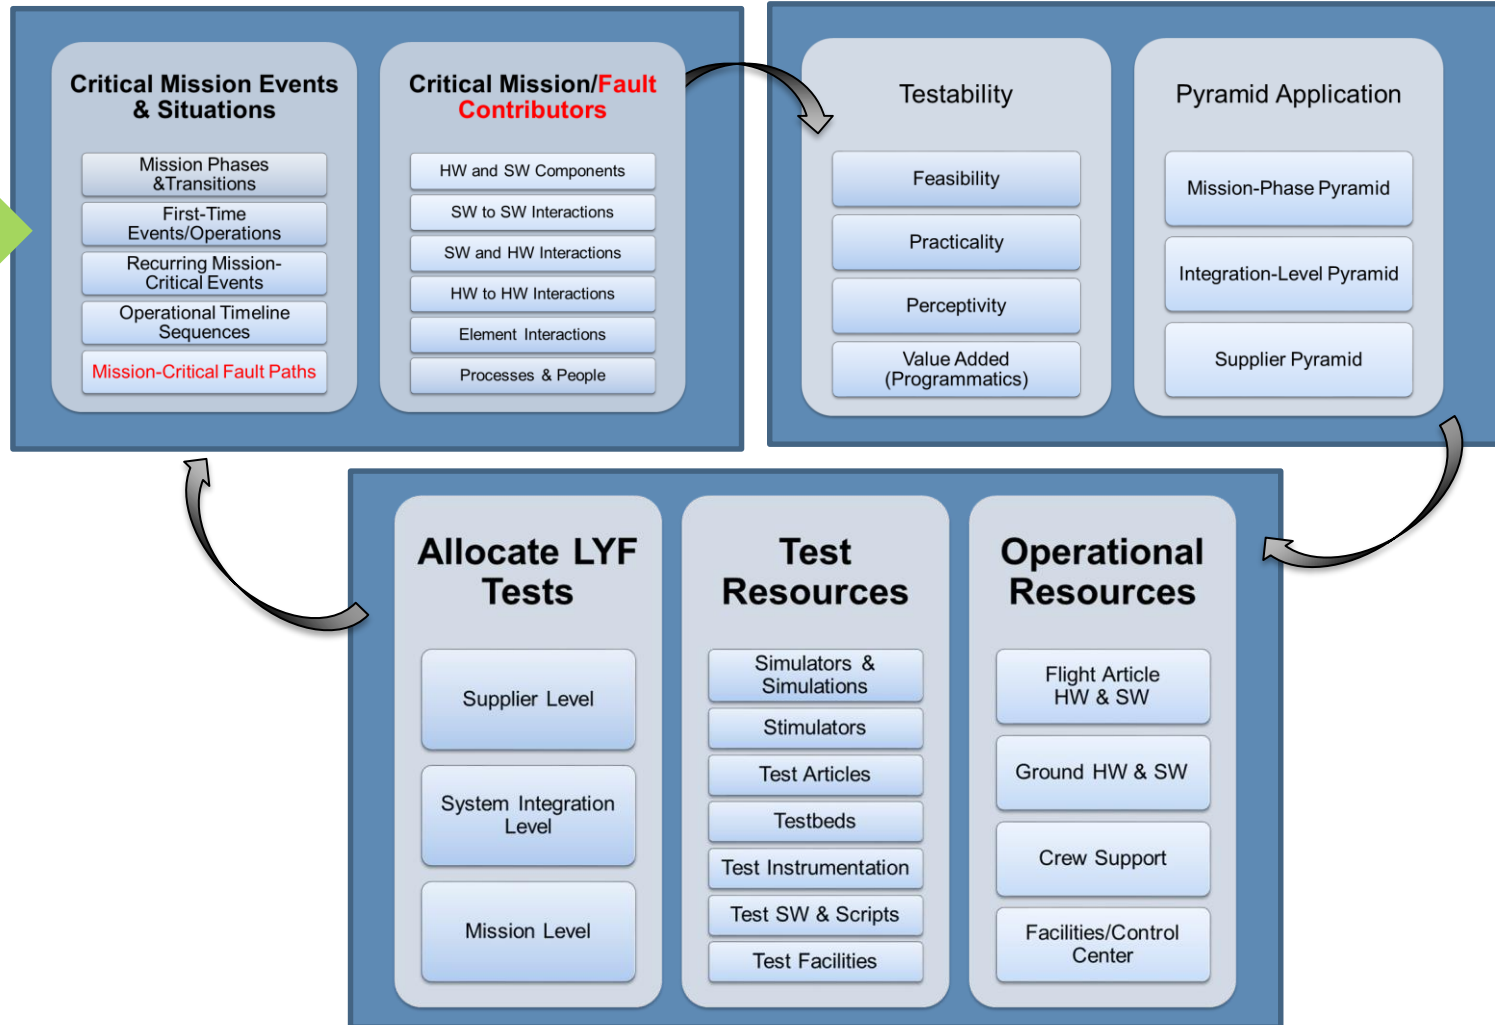 Critical Mission Events
& Situations
Mission Phases
&Transitions
First-Time
Events/Operations
Recurring Mission-
Critical Events
Operational Timeline
Sequences
Mission-Critical Fault Paths
Critical Mission/Fault
Contributors
HW and SW Components
SW to SW Interactions
SW and HW Interactions
HW to HW Interactions
Element Interactions
Processes & People
Testability
Feasibility
Practicality
Perceptivity
Value Added
(Programmatics)
Pyramid Application
Mission-Phase Pyramid
Integration-Level Pyramid
Supplier Pyramid
Allocate LYF
Tests
Supplier Level
System Integration
Level
Mission Level
Test
Resources
Simulators &
Simulations
Stimulators
Test Articles
Testbeds
Test Instrumentation
Test SW & Scripts
Test Facilities
Operational
Resources
Flight Article
HW & SW
Ground HW & SW
Crew Support
Facilities/Control
Center